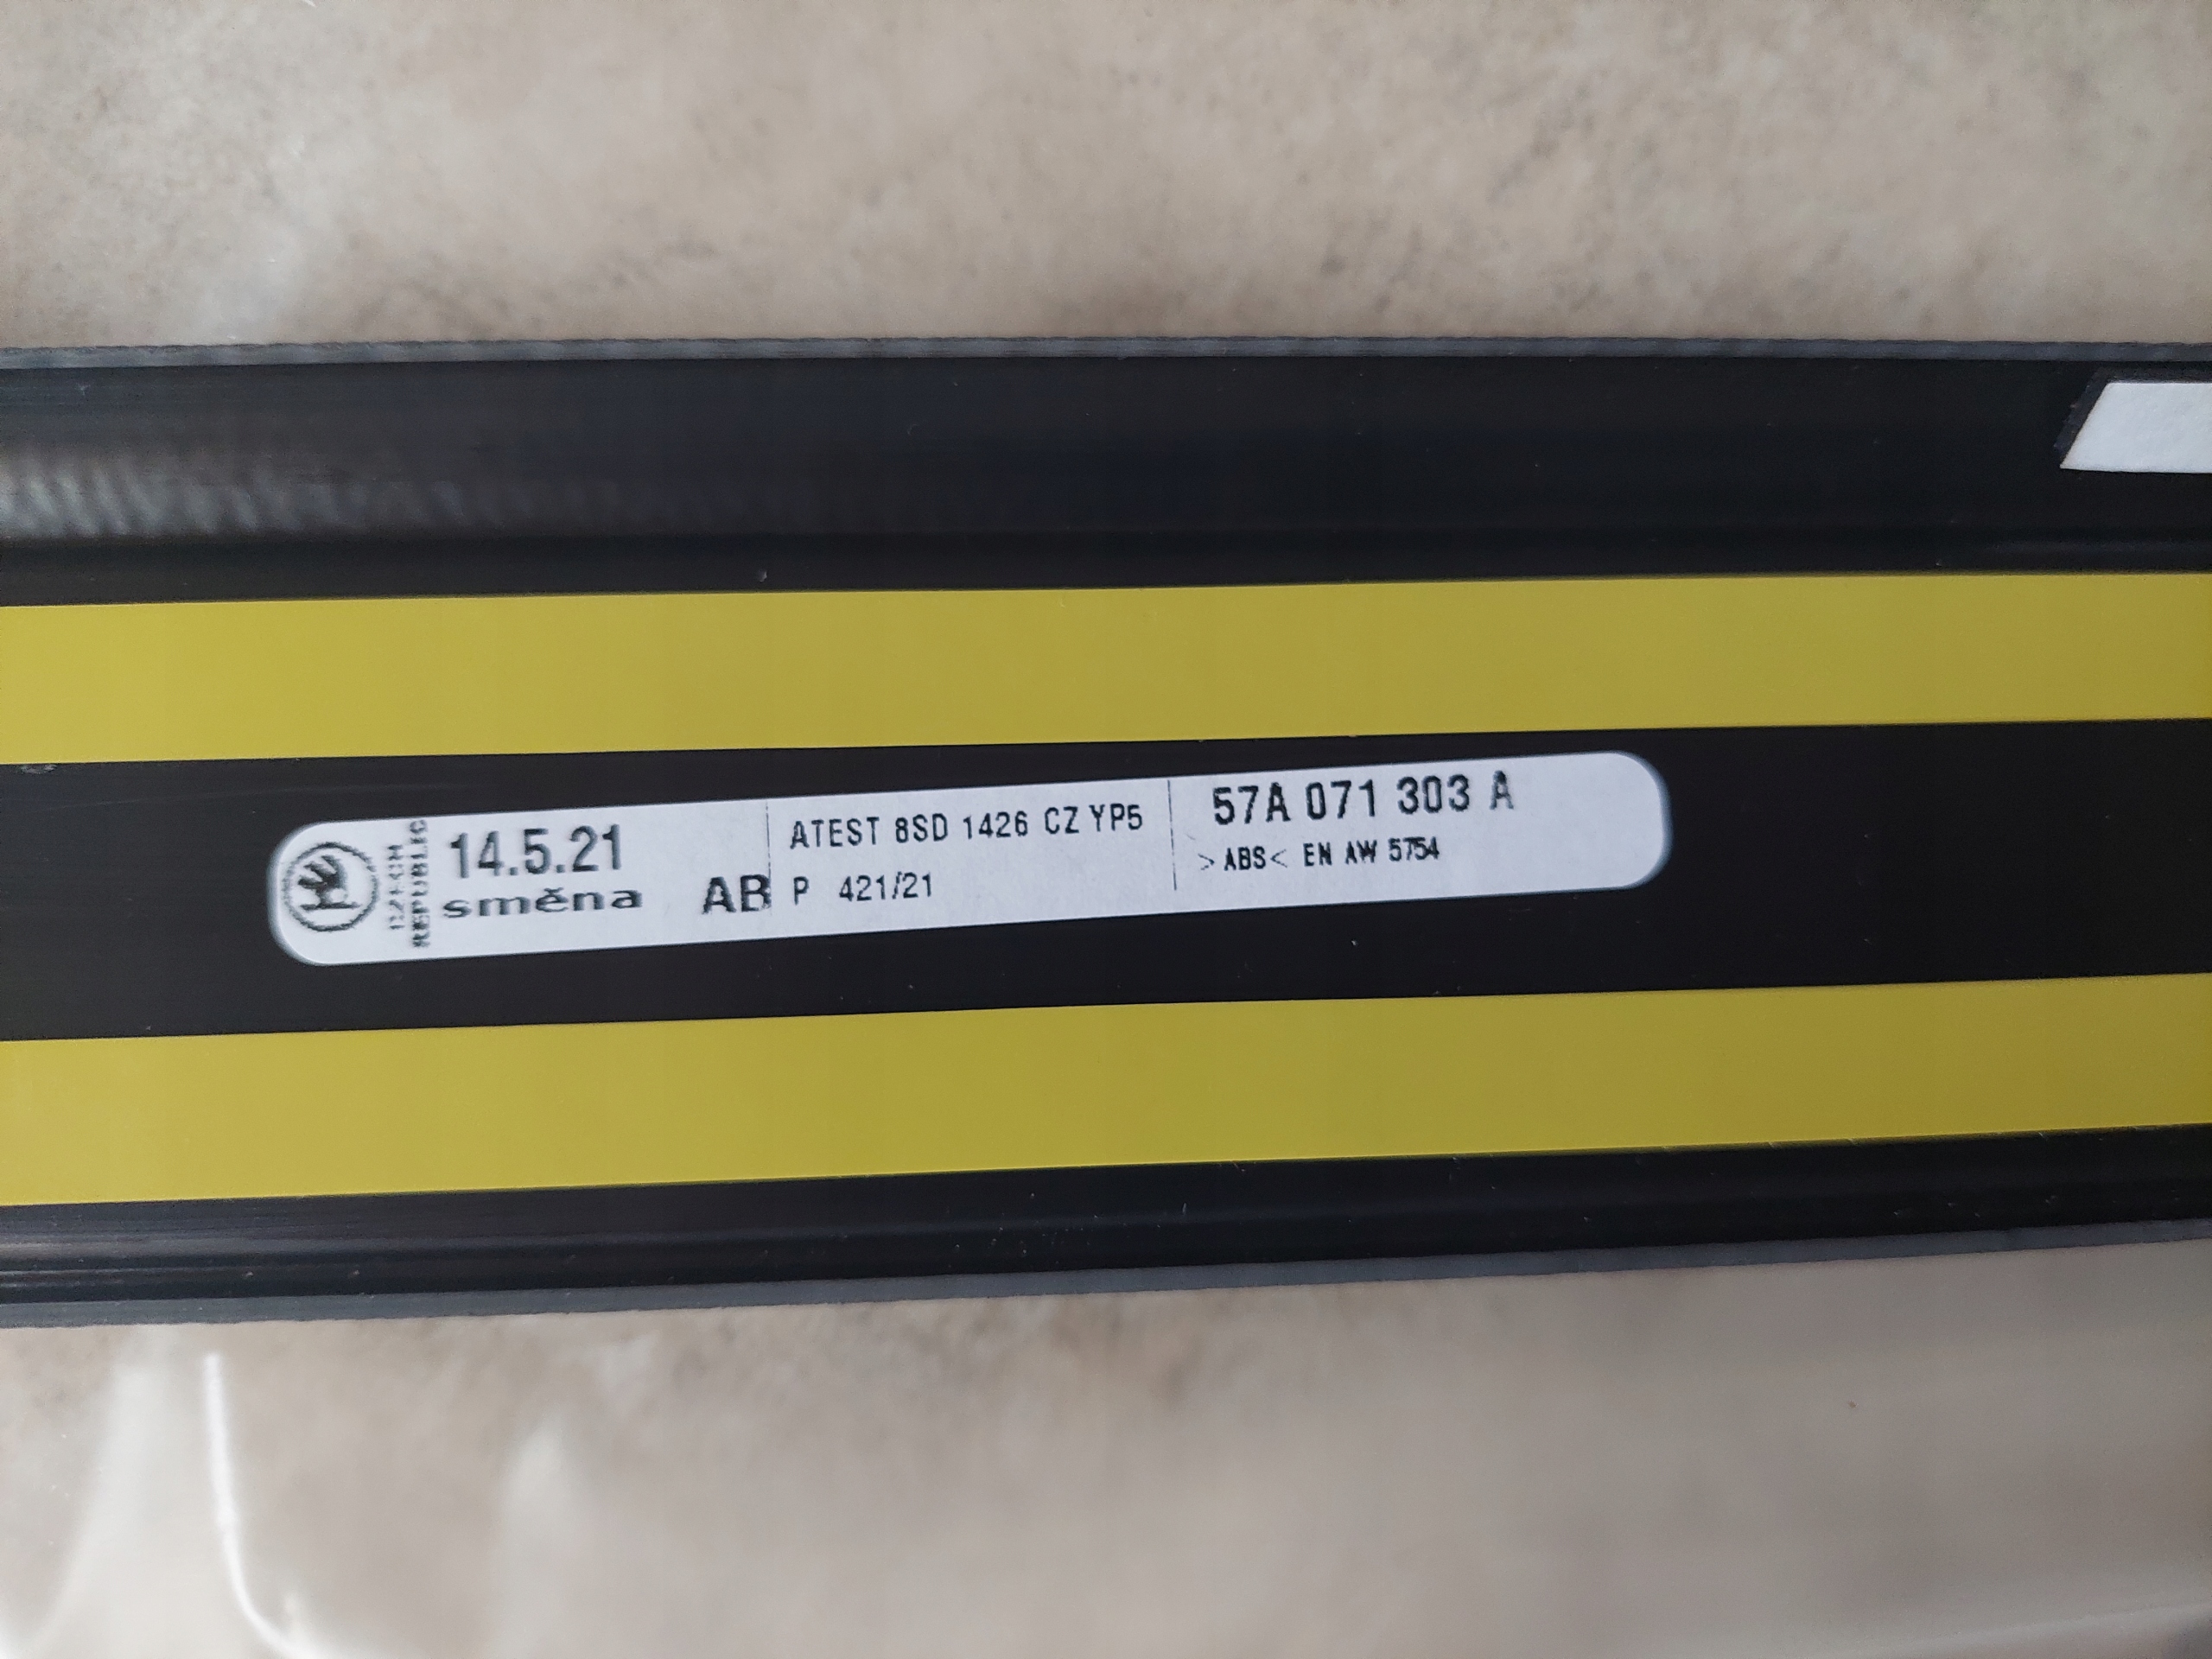 CZECH
REPUBLIC
14.5.21
směna AB
ATEST 8SD 1426 CZ YP5
P 421/21
57A 071 303 A
>ABS< EN AW 5754